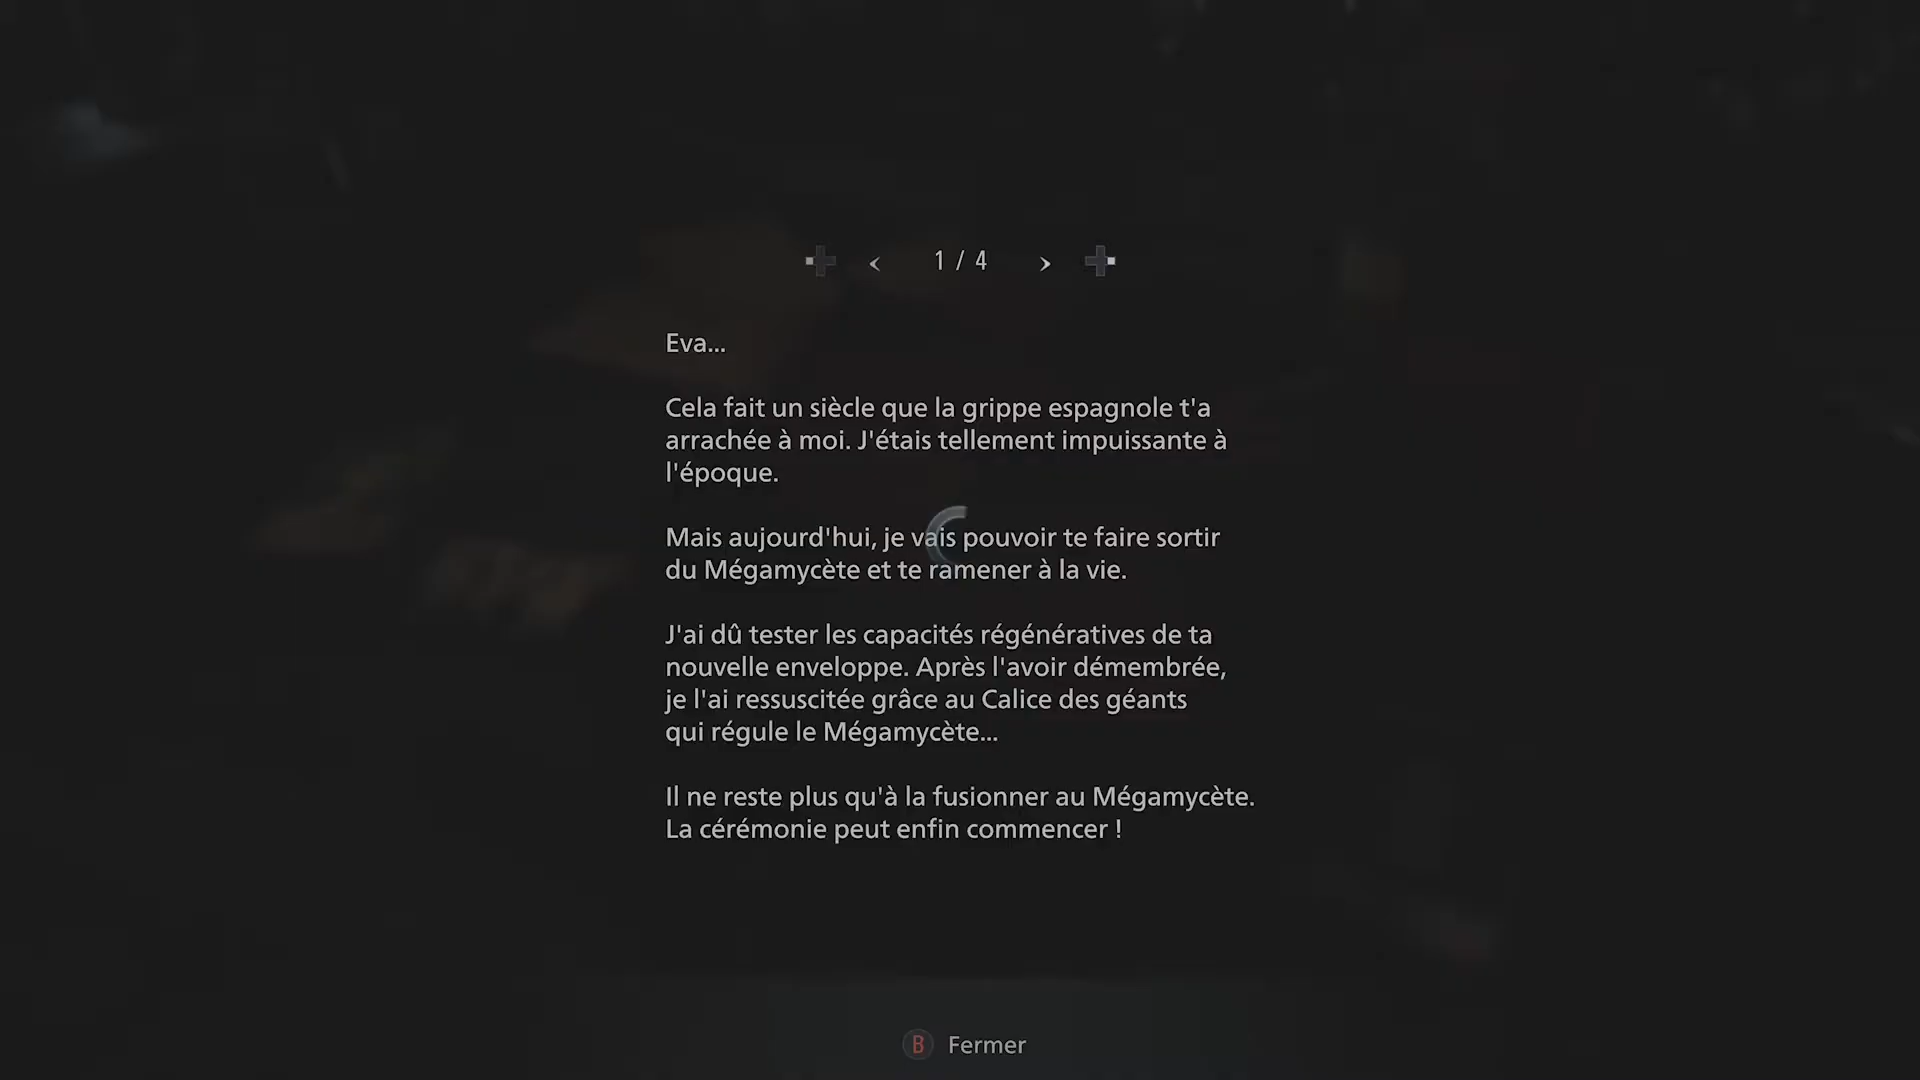 < 1 / 4 >
Eva...
Cela fait un siècle que la grippe espagnole t'a
arrachée à moi. J'étais tellement impuissante à
l'époque.
Mais aujourd'hui, je vais pouvoir te faire sortir
du Mégamycète et te ramener à la vie.
J'ai dû tester les capacités régénératives de ta
nouvelle enveloppe. Après l'avoir démembrée,
je l'ai ressuscitée grâce au Calice des géants
qui régule le Mégamycète...
Il ne reste plus qu'à la fusionner au Mégamycète.
La cérémonie peut enfin commencer !
B Fermer